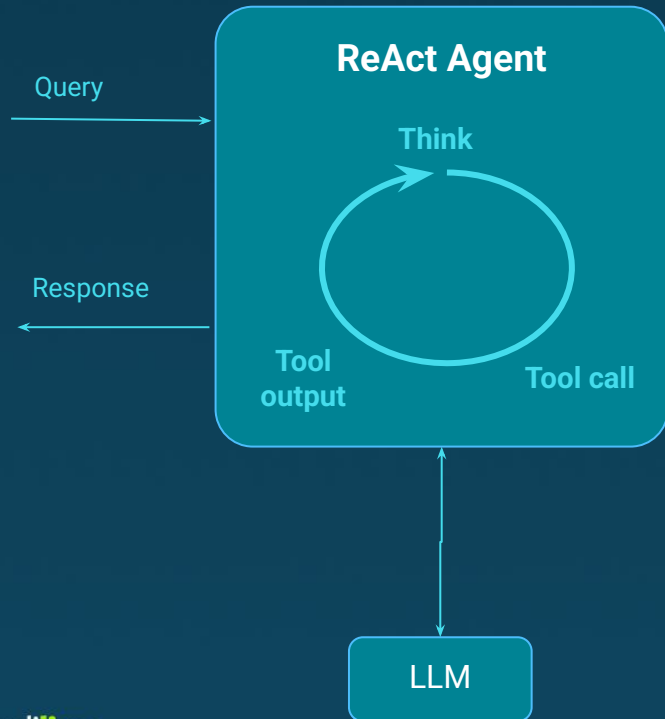 ReAct Agent
Query
Think
Response
Tool
output
Tool call
LLM